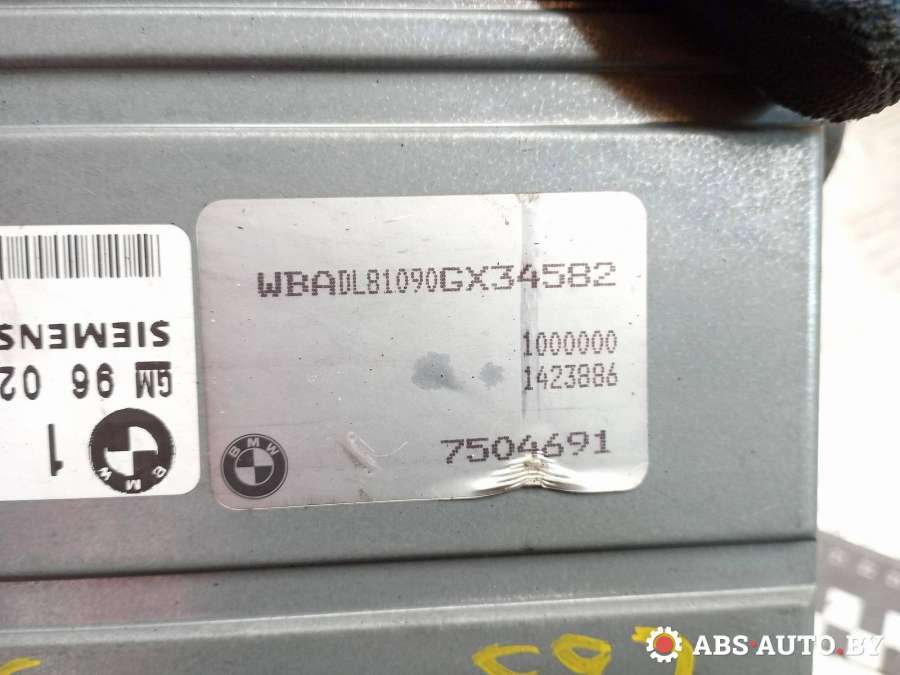 WBADL81090GX34582
1000000
1423886
7504691
BMW
SIEMENS
GM 96 02
BMW 1
ABS-AUTO.BY